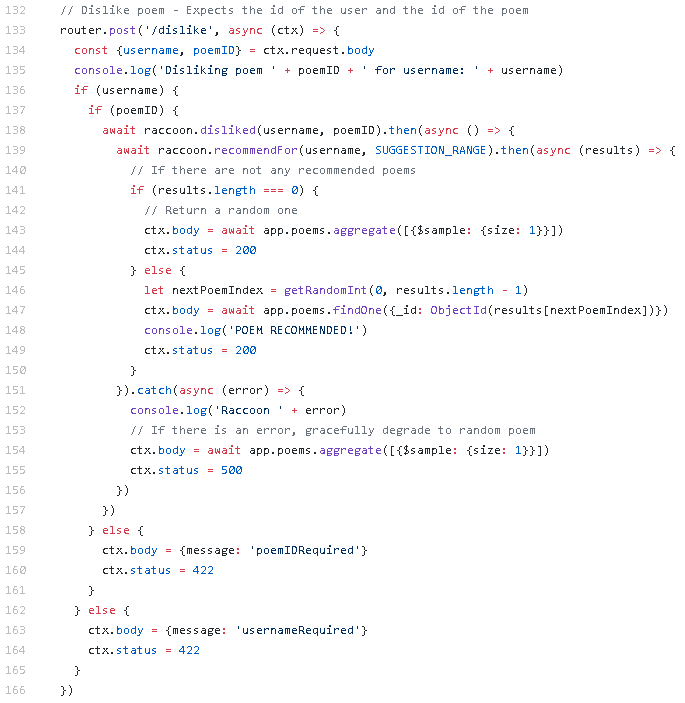 132 // Dislike poem - Expects the id of the user and the id of the poem
133 router.post('/dislike', async (ctx) => {
134 const {username, poemID} = ctx.request.body
135 console.log('Disliking poem ' + poemID + ' for username: ' + username)
136 if (username) {
137 if (poemID) {
138 await raccoon.disliked(username, poemID).then(async () => {
139 await raccoon.recommendFor(username, SUGGESTION_RANGE).then(async (results) => {
140 // If there are not any recommended poems
141 if (results.length === 0) {
142 // Return a random one
143 ctx.body = await app.poems.aggregate([{$sample: {size: 1}}])
144 ctx.status = 200
145 } else {
146 let nextPoemIndex = getRandomInt(0, results.length - 1)
147 ctx.body = await app.poems.findOne({_id: ObjectId(results[nextPoemIndex])})
148 console.log('POEM RECOMMENDED!')
149 ctx.status = 200
150 }
151 }).catch(async (error) => {
152 console.log('Raccoon ' + error)
153 // If there is an error, gracefully degrade to random poem
154 ctx.body = await app.poems.aggregate([{$sample: {size: 1}}])
155 ctx.status = 500
156 })
157 })
158 } else {
159 ctx.body = {message: 'poemIDRequired'}
160 ctx.status = 422
161 }
162 } else {
163 ctx.body = {message: 'usernameRequired'}
164 ctx.status = 422
165 }
166 })